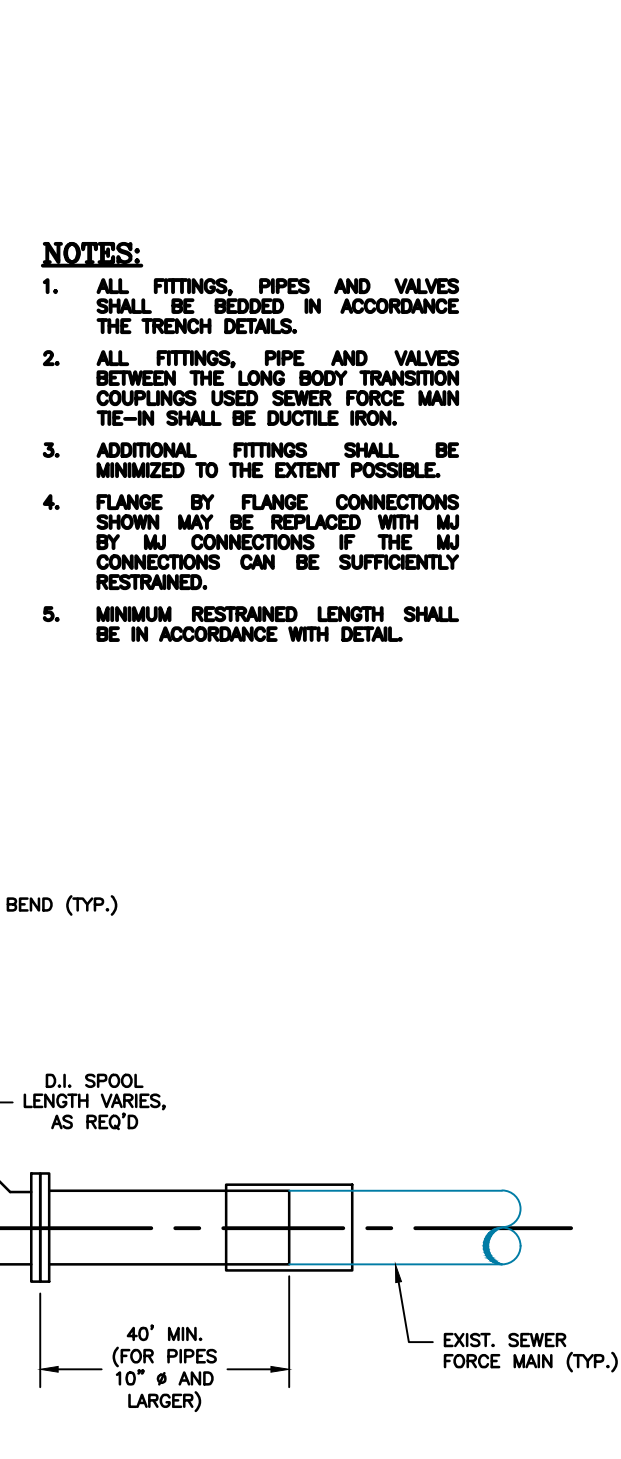 NOTES:
1. ALL FITTINGS, PIPES AND VALVES
SHALL BE BEDDED IN ACCORDANCE
THE TRENCH DETAILS.
2. ALL FITTINGS, PIPE AND VALVES
BETWEEN THE LONG BODY TRANSITION
COUPLINGS USED SEWER FORCE MAIN
TIE-IN SHALL BE DUCTILE IRON.
3. ADDITIONAL FITTINGS SHALL BE
MINIMIZED TO THE EXTENT POSSIBLE.
4. FLANGE BY FLANGE CONNECTIONS
SHOWN MAY BE REPLACED WITH MJ
BY MJ CONNECTIONS IF THE MJ
CONNECTIONS CAN BE SUFFICIENTLY
RESTRAINED.
5. MINIMUM RESTRAINED LENGTH SHALL
BE IN ACCORDANCE WITH DETAIL.
BEND (TYP.)
D.I. SPOOL
LENGTH VARIES,
AS REQ'D
40' MIN.
(FOR PIPES
10" ø AND
LARGER)
EXIST. SEWER
FORCE MAIN (TYP.)